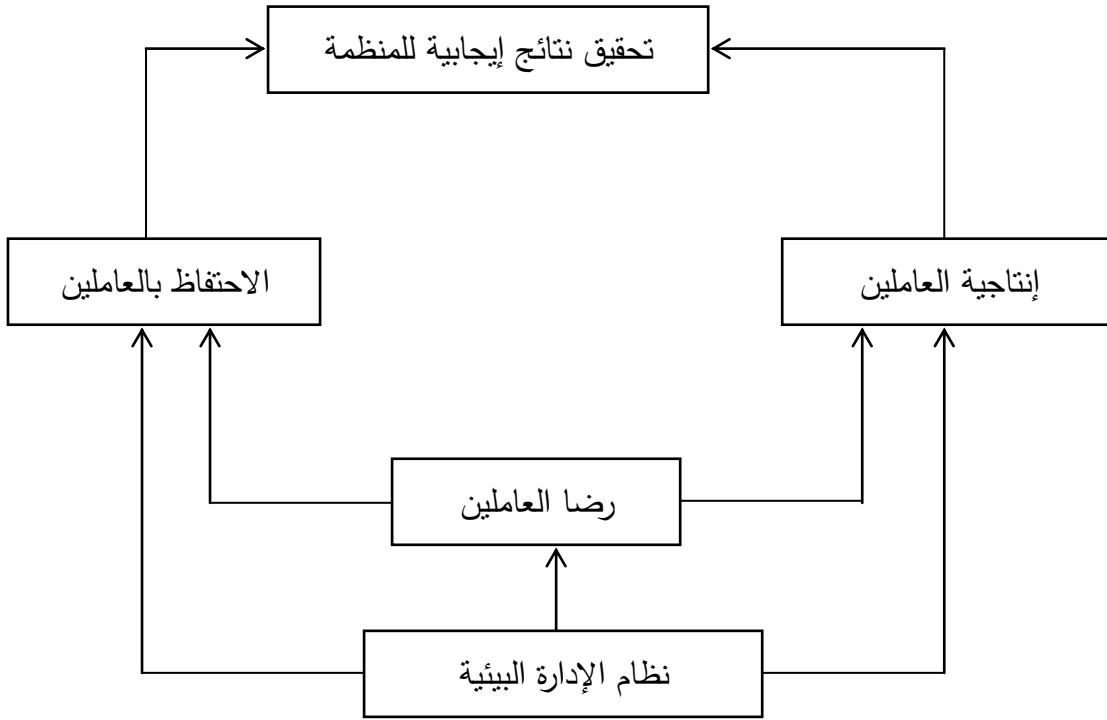 تحقيق نتائج إيجابية للمنظمة
إنتاجية العاملين
الاحتفاظ بالعاملين
رضا العاملين
نظام الإدارة البيئية